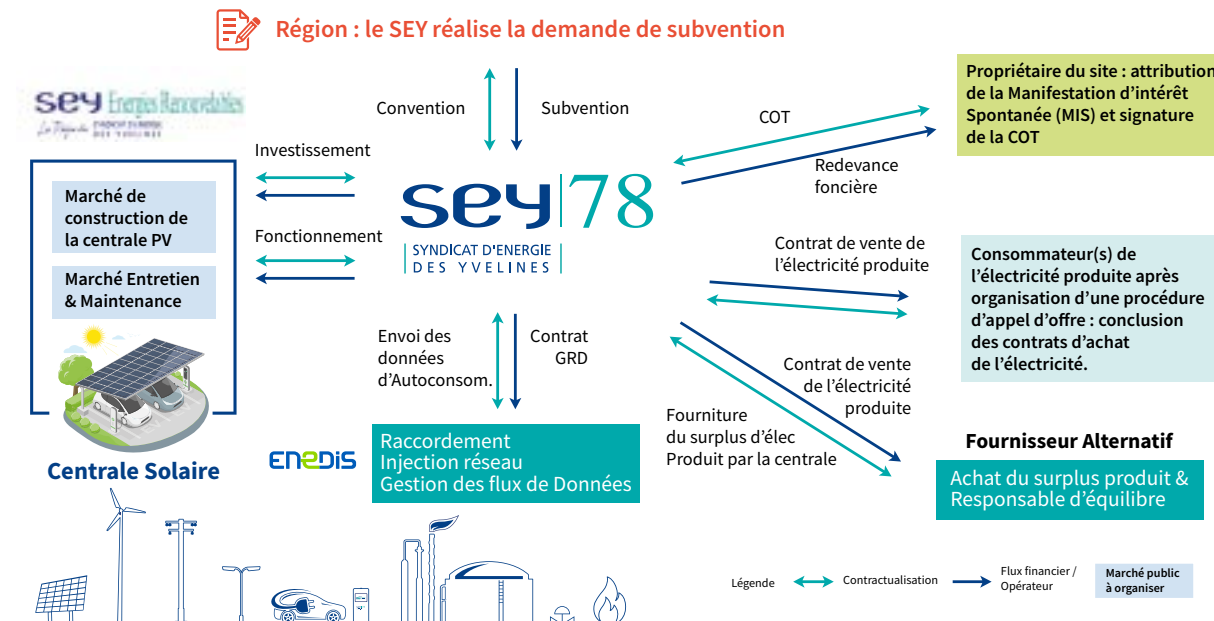 Région : le SEY réalise la demande de subvention
sey Energies Renouvelables
Convention
Subvention
COT
Redevance
foncière
Propriétaire du site : attribution
de la Manifestation d'intérêt
Spontanée (MIS) et signature
de la COT
Investissement
Fonctionnement
Marché de
construction de
la centrale PV
Marché Entretien
& Maintenance
Centrale Solaire
sey 78
SYNDICAT D'ENERGIE
DES YVELINES
Contrat de vente de
l'électricité produite
Consommateur(s) de
l'électricité produite après
organisation d'une procédure
d'appel d'offre : conclusion
des contrats d'achat
de l'électricité.
Envoi des
données
d'Autoconsom.
Contrat
GRD
Contrat de vente
de l'électricité
produite
Fourniture
du surplus d'élec
Produit par la centrale
ENEDIS
Raccordement
Injection réseau
Gestion des flux de Données
Fournisseur Alternatif
Achat du surplus produit &
Responsable d'équilibre
Légende
Contractualisation
Flux financier /
Opérateur
Marché public
à organiser